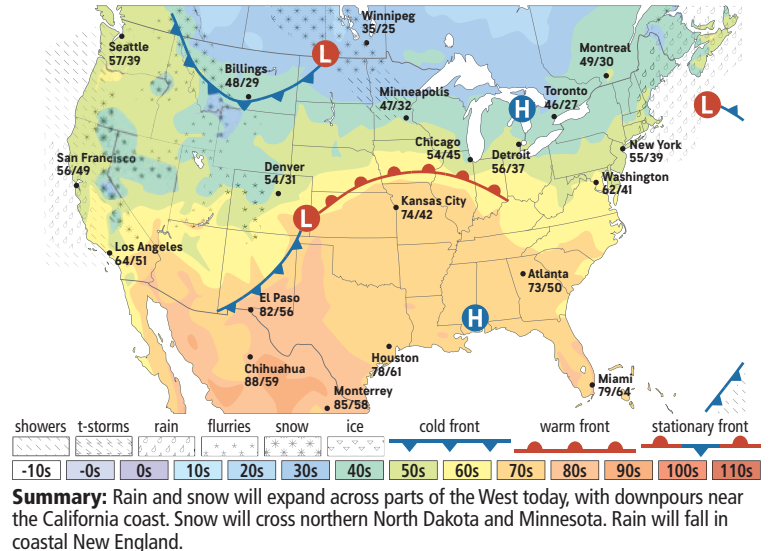 Winnipeg
35/25
Seattle
57/39
L
Montreal
49/30
Billings
48/29
Minneapolis
47/32
H
Toronto
46/27
L
San Francisco
56/49
Denver
54/31
Chicago
54/45
Detroit
56/37
New York
55/39
Washington
62/41
Kansas City
74/42
L
Los Angeles
64/51
Atlanta
73/50
El Paso
82/56
H
Houston
78/61
Chihuahua
88/59
Monterrey
85/58
Miami
79/64
showers t-storms rain flurries snow ice cold front warm front stationary front
-10s -0s 0s 10s 20s 30s 40s 50s 60s 70s 80s 90s 100s 110s
Summary: Rain and snow will expand across parts of the West today, with downpours near
the California coast. Snow will cross northern North Dakota and Minnesota. Rain will fall in
coastal New England.